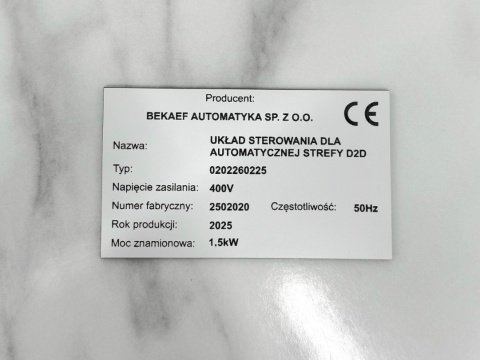 Producent:
BEKAEF AUTOMATYKA SP. Z O.O.
CE
Nazwa: UKŁAD STEROWANIA DLA
AUTOMATYCZNEJ STREFY D2D
Typ: 0202260225
Napięcie zasilania: 400V
Numer fabryczny: 2502020 Częstotliwość: 50Hz
Rok produkcji: 2025
Moc znamionowa: 1.5kW